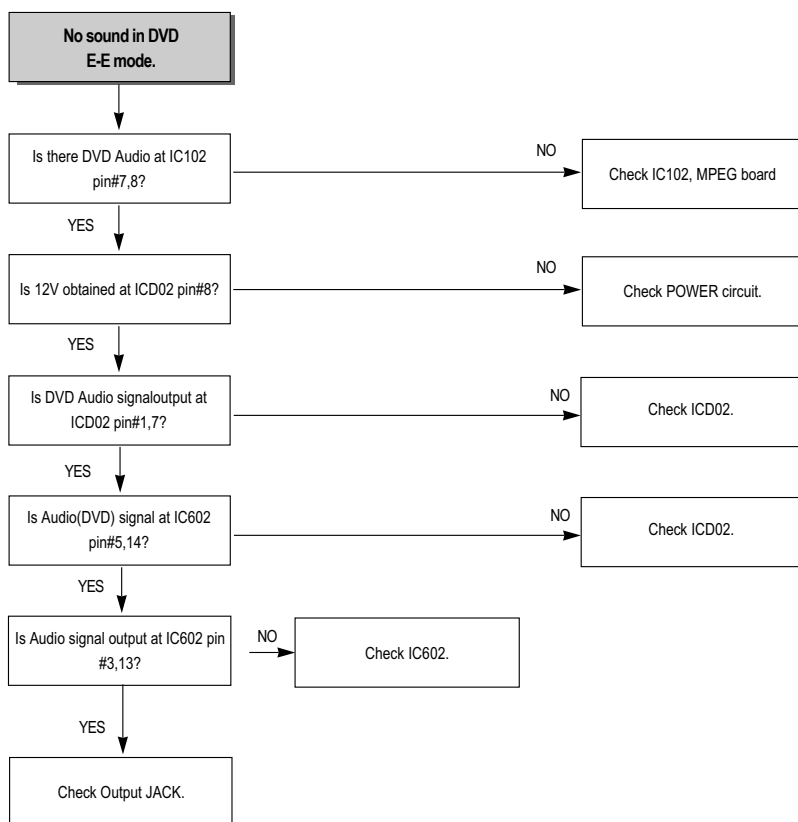 No sound in DVD
E-E mode.
Is there DVD Audio at IC102
pin#7,8?
NO
Check IC102, MPEG board
YES
Is 12V obtained at ICD02 pin#8?
NO
Check POWER circuit.
YES
Is DVD Audio signaloutput at
ICD02 pin#1,7?
NO
Check ICD02.
YES
Is Audio(DVD) signal at IC602
pin#5,14?
NO
Check ICD02.
YES
Is Audio signal output at IC602 pin
#3,13?
NO
Check IC602.
YES
Check Output JACK.